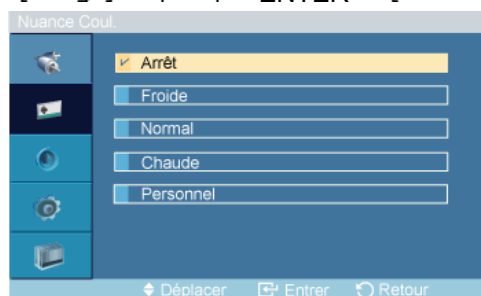 Nuance Coul.
Arrêt
Froide
Normal
Chaude
Personnel
Déplacer Entrer Retour